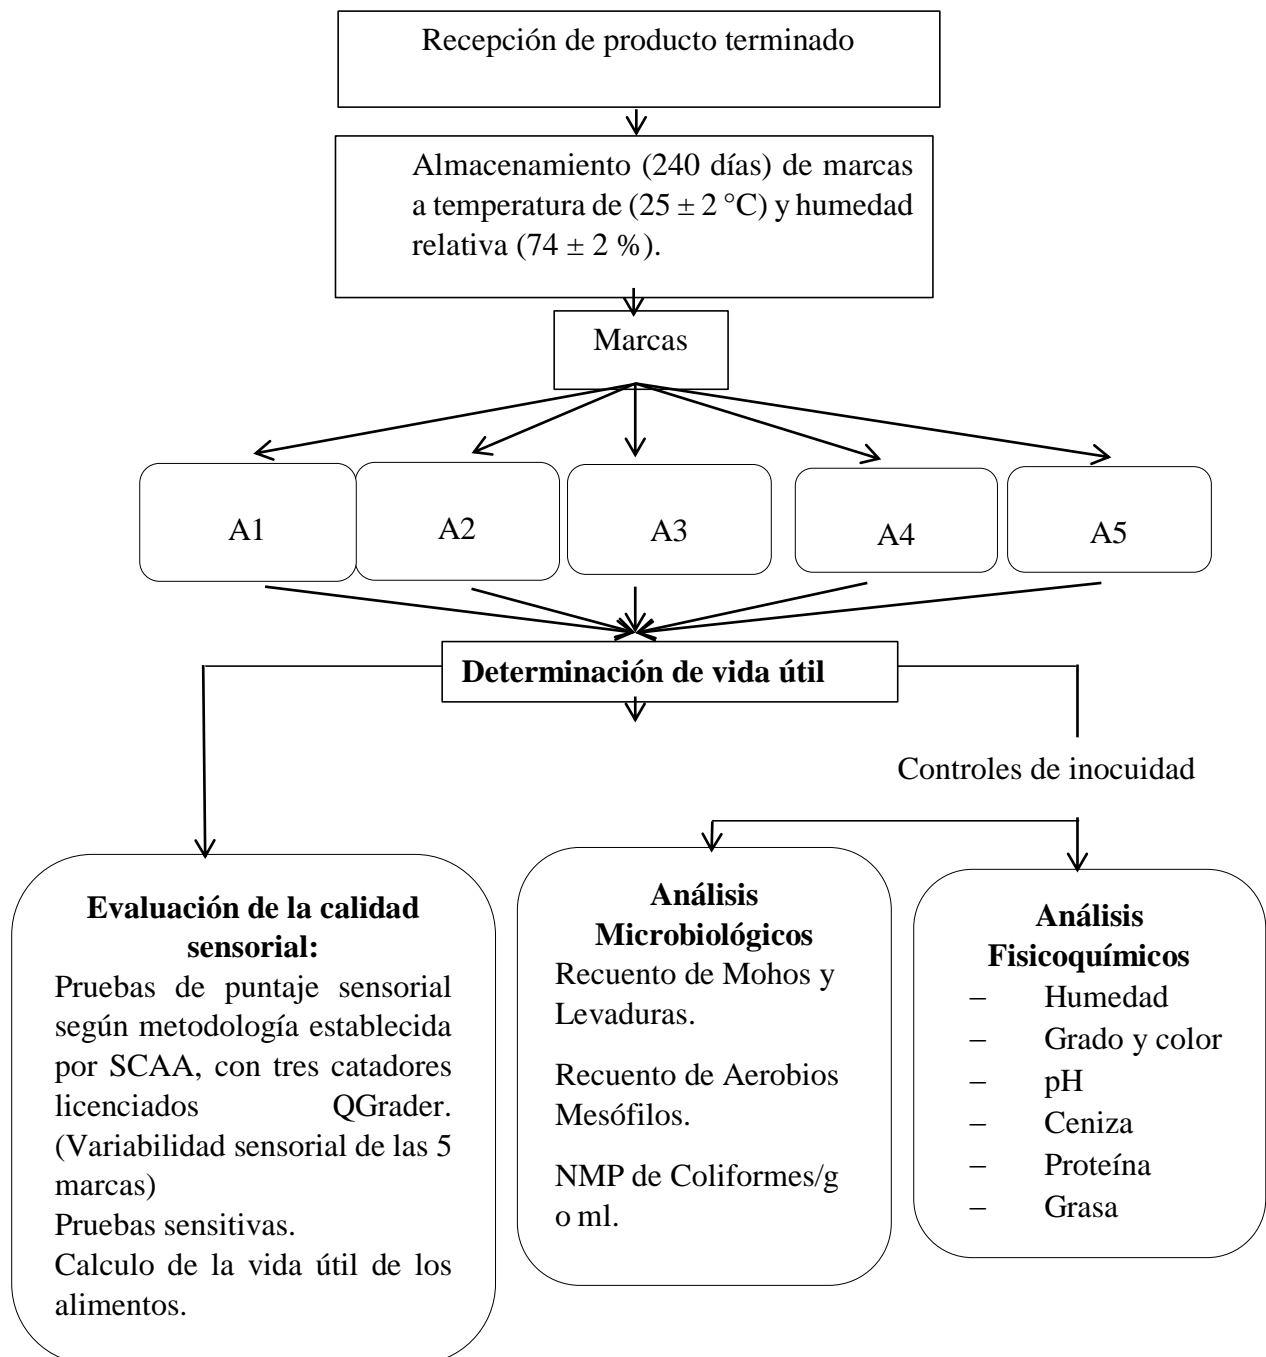 Recepción de producto terminado
Almacenamiento (240 días) de marcas
a temperatura de (25 ± 2 °C) y humedad
relativa (74 ± 2 %).
Marcas
A1
A2
A3
A4
A5
Determinación de vida útil
Controles de inocuidad
Evaluación de la calidad
sensorial:
Pruebas de puntaje sensorial
según metodología establecida
por SCAA, con tres catadores
licenciados QGrader.
(Variabilidad sensorial de las 5
marcas)
Pruebas sensitivas.
Calculo de la vida útil de los
alimentos.
Análisis
Microbiológicos
Recuento de Mohos y
Levaduras.
Recuento de Aerobios
Mesófilos.
NMP de Coliformes/g
o ml.
Análisis
Fisicoquímicos
– Humedad
– Grado y color
– pH
– Ceniza
– Proteína
– Grasa